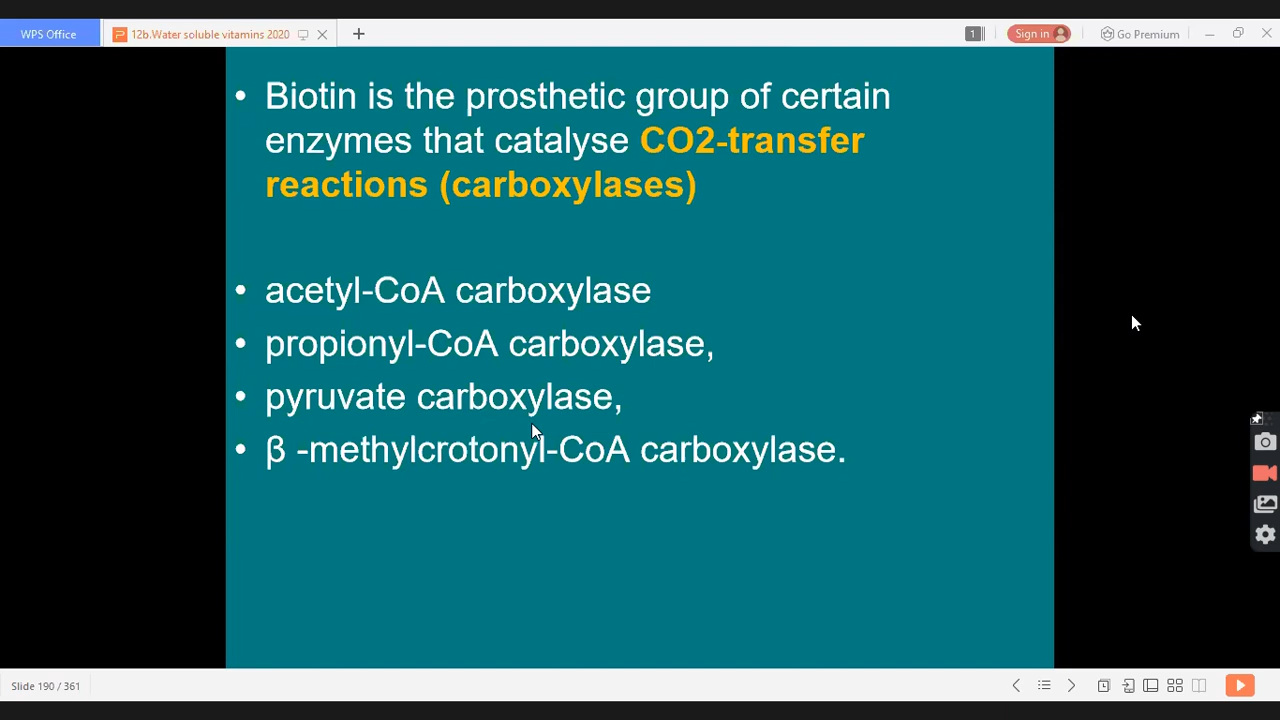 WPS Office
12b.Water soluble vitamins 2020
1
Sign in
Go Premium
• Biotin is the prosthetic group of certain
enzymes that catalyse CO2-transfer
reactions (carboxylases)
• acetyl-CoA carboxylase
• propionyl-CoA carboxylase,
• pyruvate carboxylase,
• β -methylcrotonyl-CoA carboxylase.
Slide 190 / 361